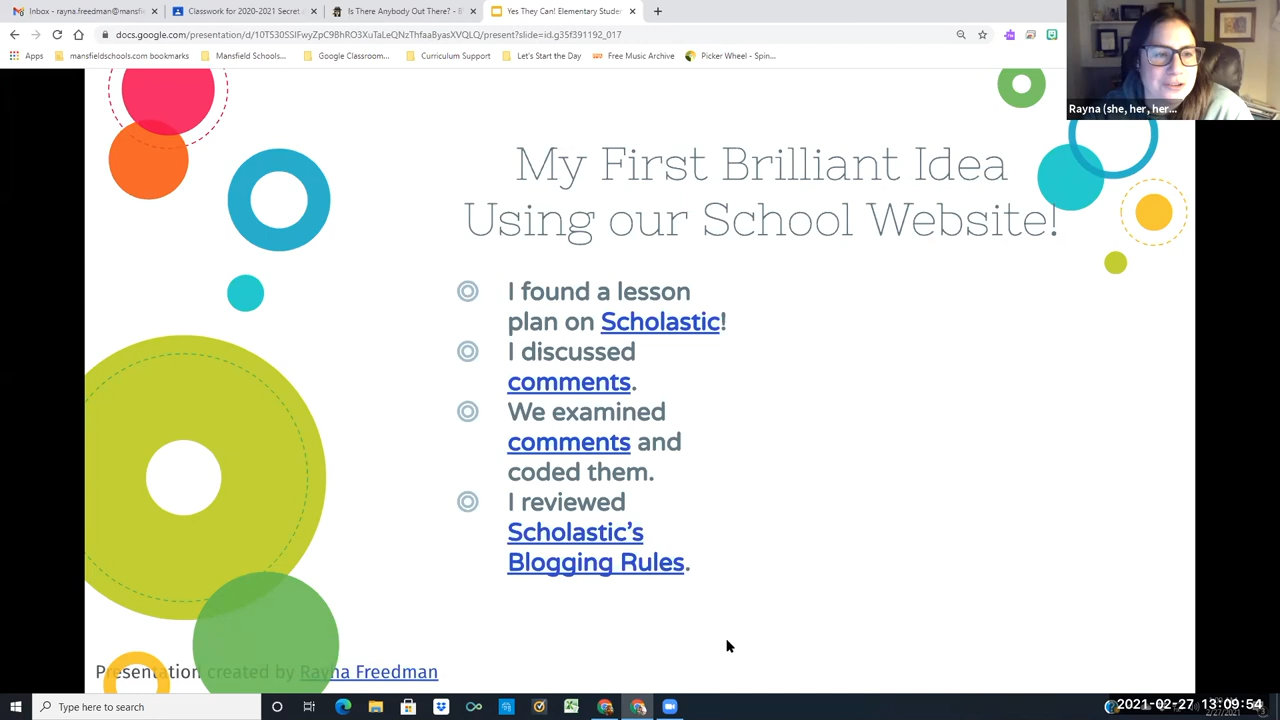 Inbox - rayna.freedman@mansfi
Classwork for 2020-2021 Secret
Is There Anybody Out There? - B
Yes They Can! Elementary Studen
docs.google.com/presentation/d/
/present?slide=id.g35f391192_017
Apps
mansfieldschools.com bookmarks
Mansfield Schools...
Google Classroom...
Curriculum Support
Let's Start the Day
Free Music Archive
Picker Wheel - Spin...
Rayna (she, her, her...
My First Brilliant Idea
Using our School Website!
I found a lesson
plan on Scholastic!
I discussed
comments.
We examined
comments and
coded them.
I reviewed
Scholastic's
Blogging Rules.
Presentation created by Rayna Freedman
Type here to search
2021-02-27 13:09:54